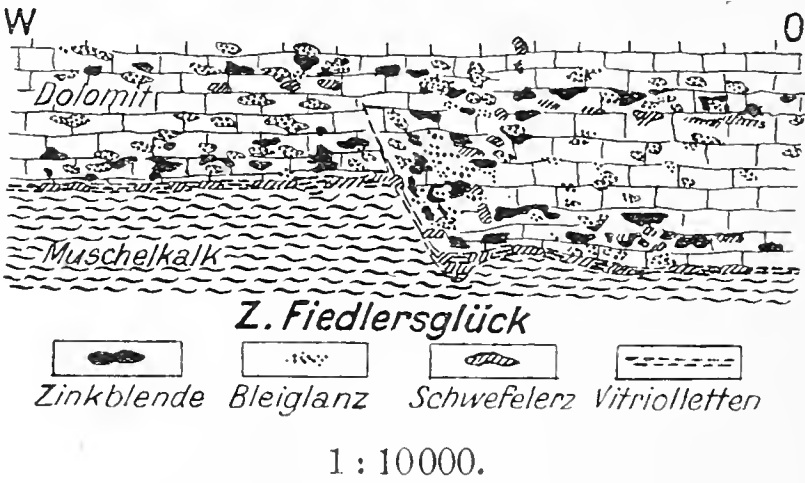 W O
Dolomit
Muschelkalk
Z. Fiedlersglück
Zinkblende Bleiglanz Schwefelerz Vitriolletten
1 : 10000.